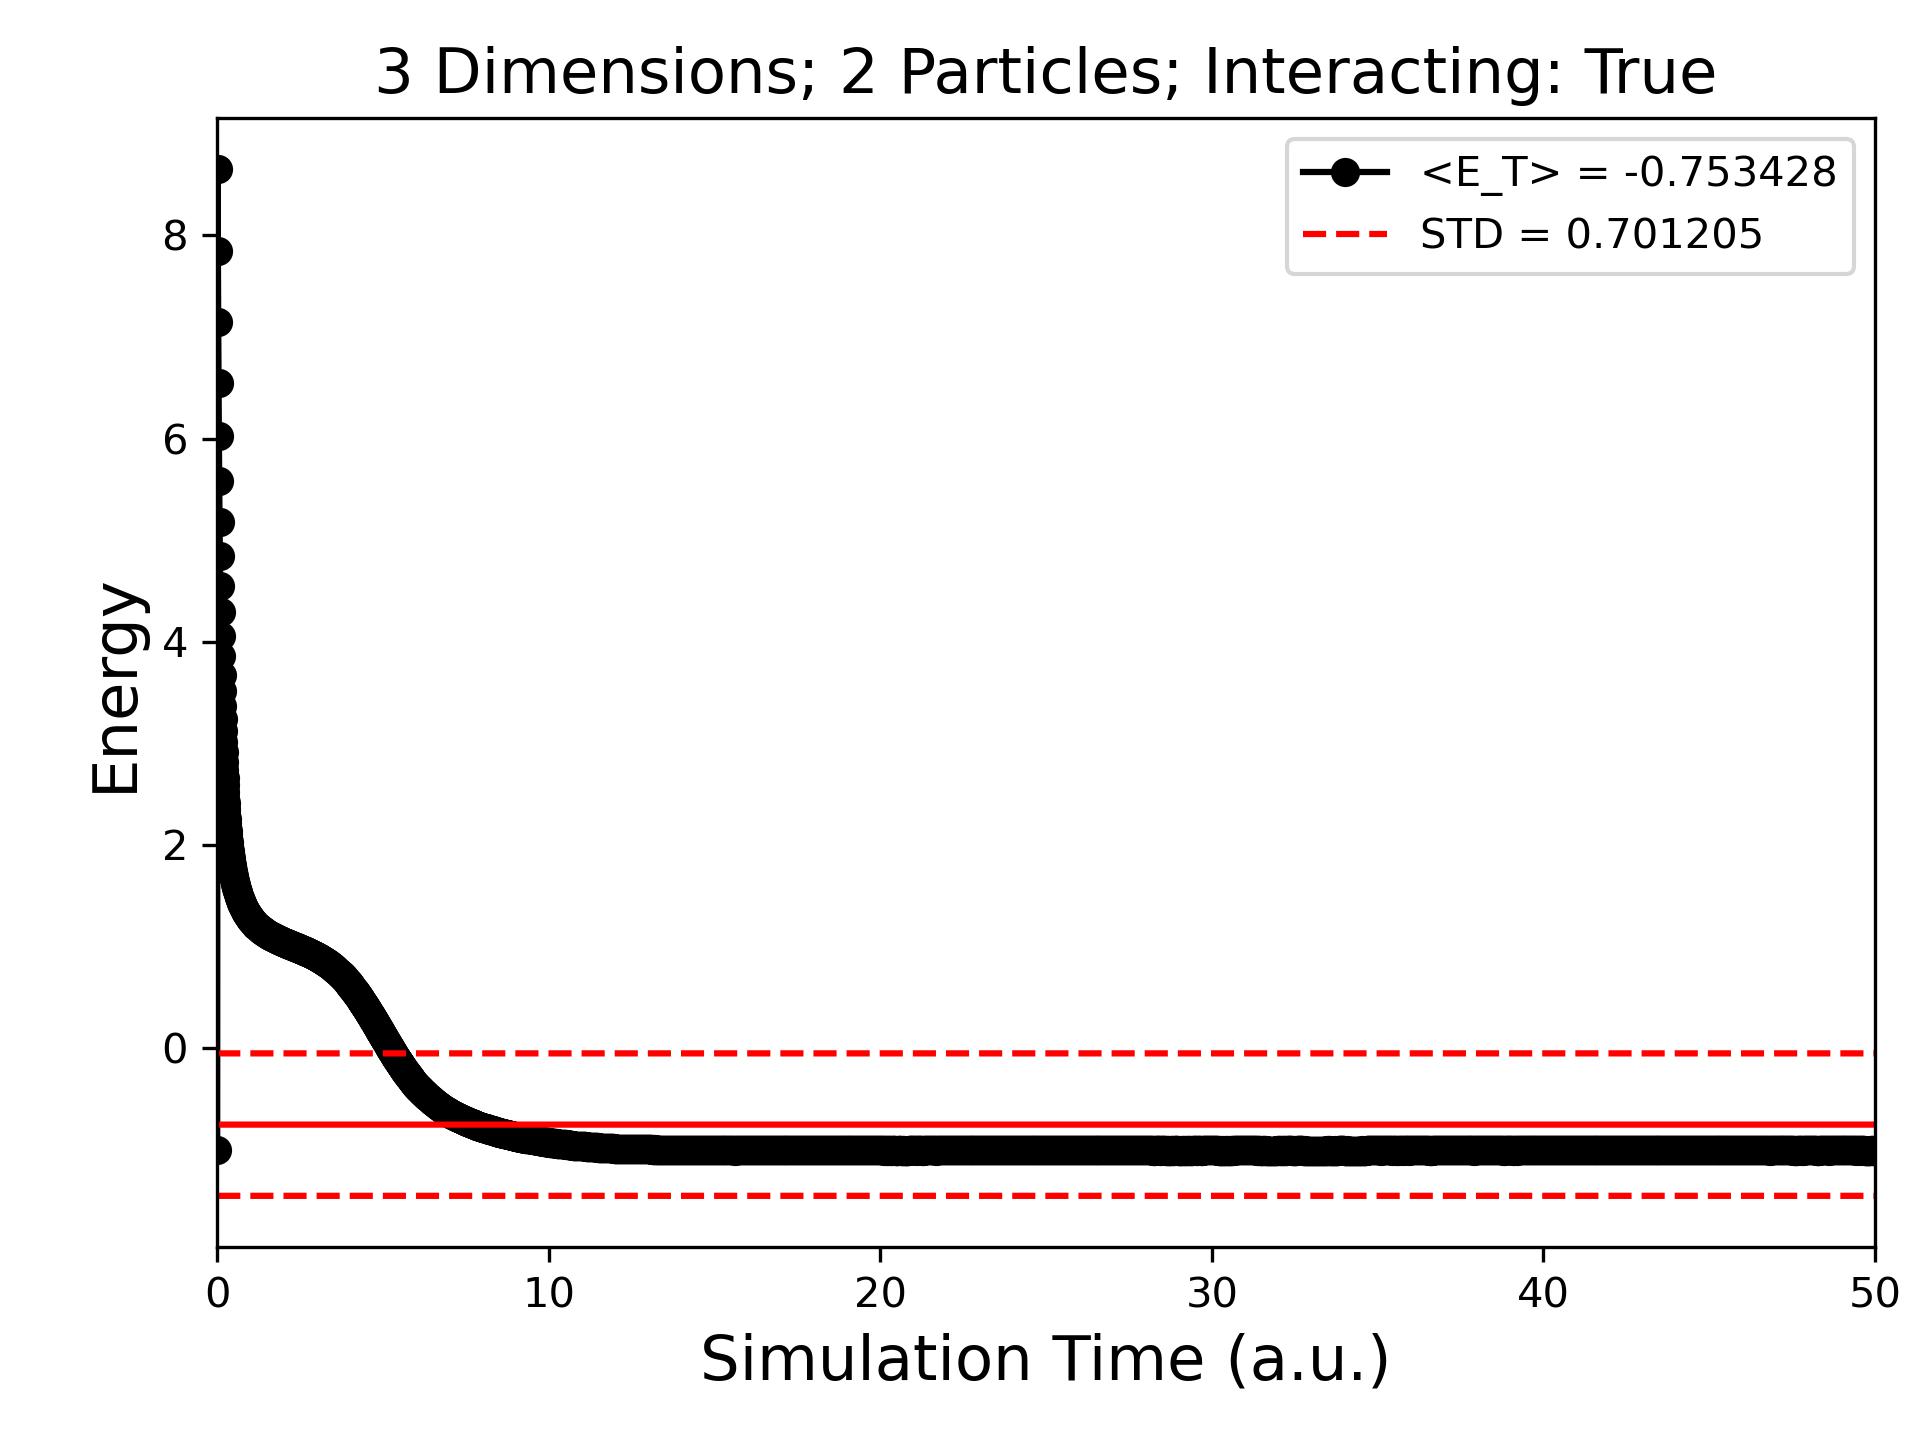 3 Dimensions; 2 Particles; Interacting: True
<E_T> = -0.753428
STD = 0.701205
Energy
8
6
4
2
0
0 10 20 30 40 50
Simulation Time (a.u.)